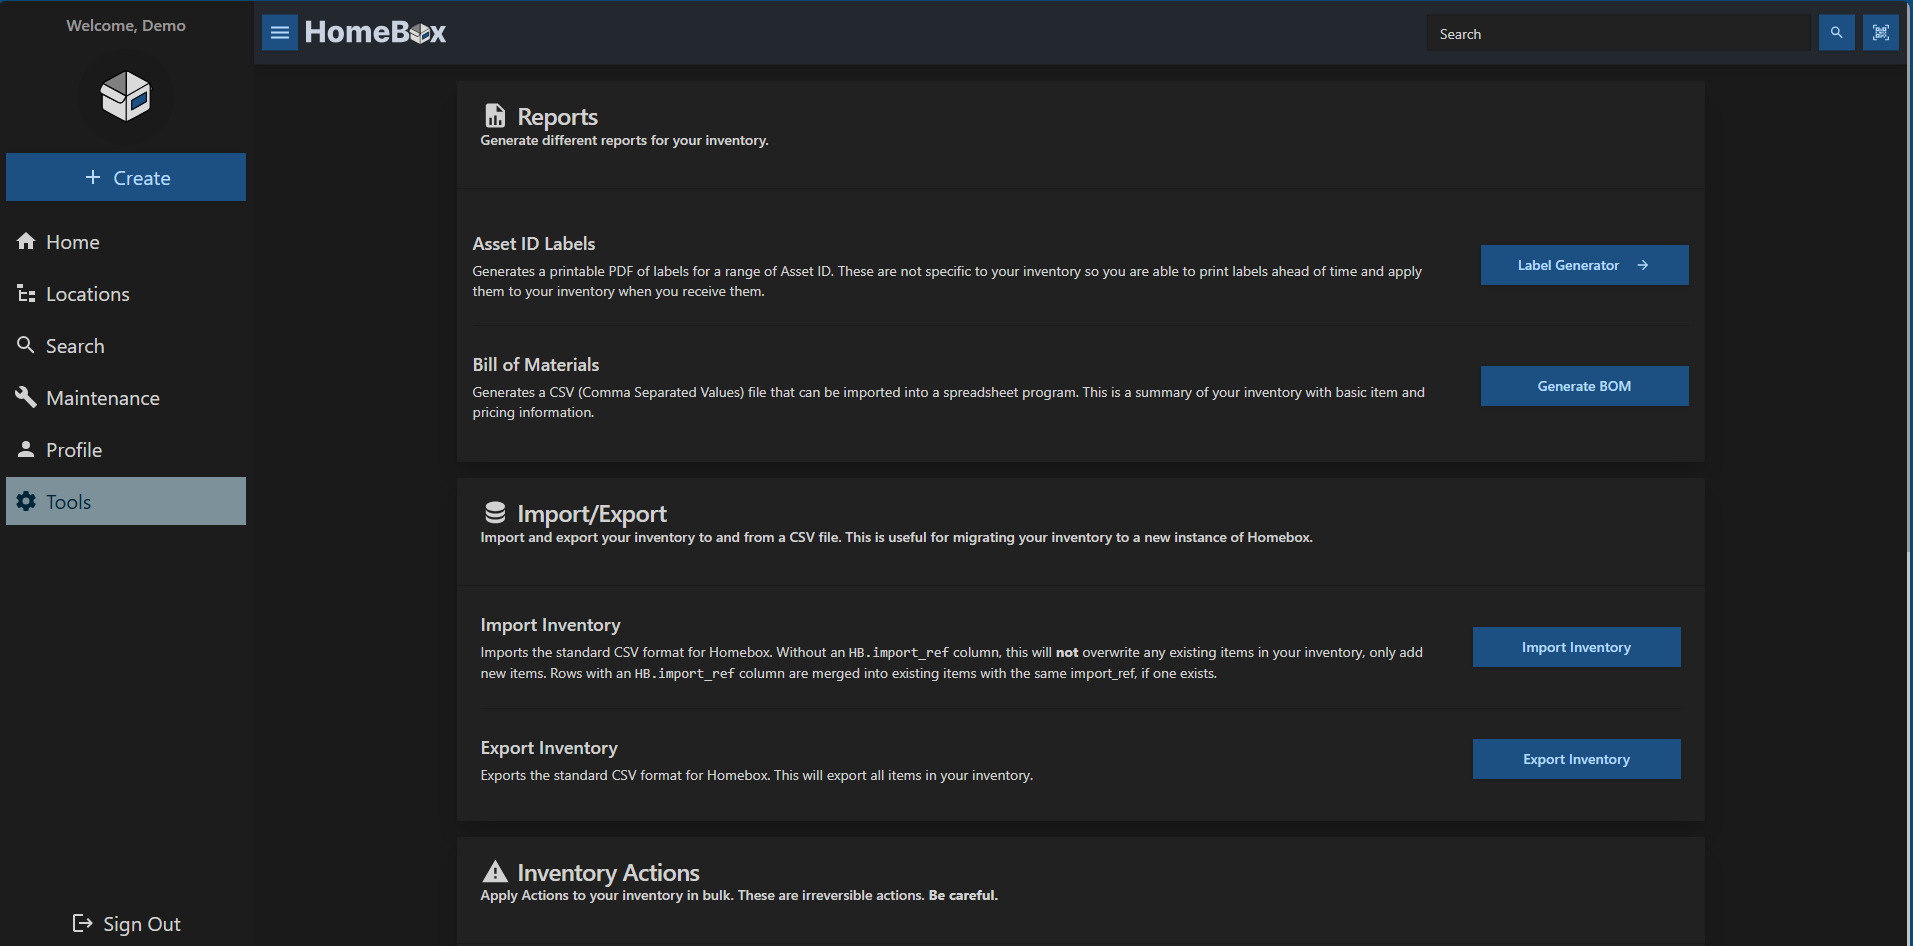 Welcome, Demo
Create
Home
Locations
Search
Maintenance
Profile
Tools
Sign Out
HomeBox
Search
Reports
Generate different reports for your inventory.
Asset ID Labels
Generates a printable PDF of labels for a range of Asset ID. These are not specific to your inventory so you are able to print labels ahead of time and apply
them to your inventory when you receive them.
Label Generator
Bill of Materials
Generates a CSV (Comma Separated Values) file that can be imported into a spreadsheet program. This is a summary of your inventory with basic item and
pricing information.
Generate BOM
Import/Export
Import and export your inventory to and from a CSV file. This is useful for migrating your inventory to a new instance of Homebox.
Import Inventory
Imports the standard CSV format for Homebox. Without an HB.import_ref column, this will not overwrite any existing items in your inventory, only add
new items. Rows with an HB.import_ref column are merged into existing items with the same import_ref, if one exists.
Import Inventory
Export Inventory
Exports the standard CSV format for Homebox. This will export all items in your inventory.
Export Inventory
Inventory Actions
Apply Actions to your inventory in bulk. These are irreversible actions. Be careful.